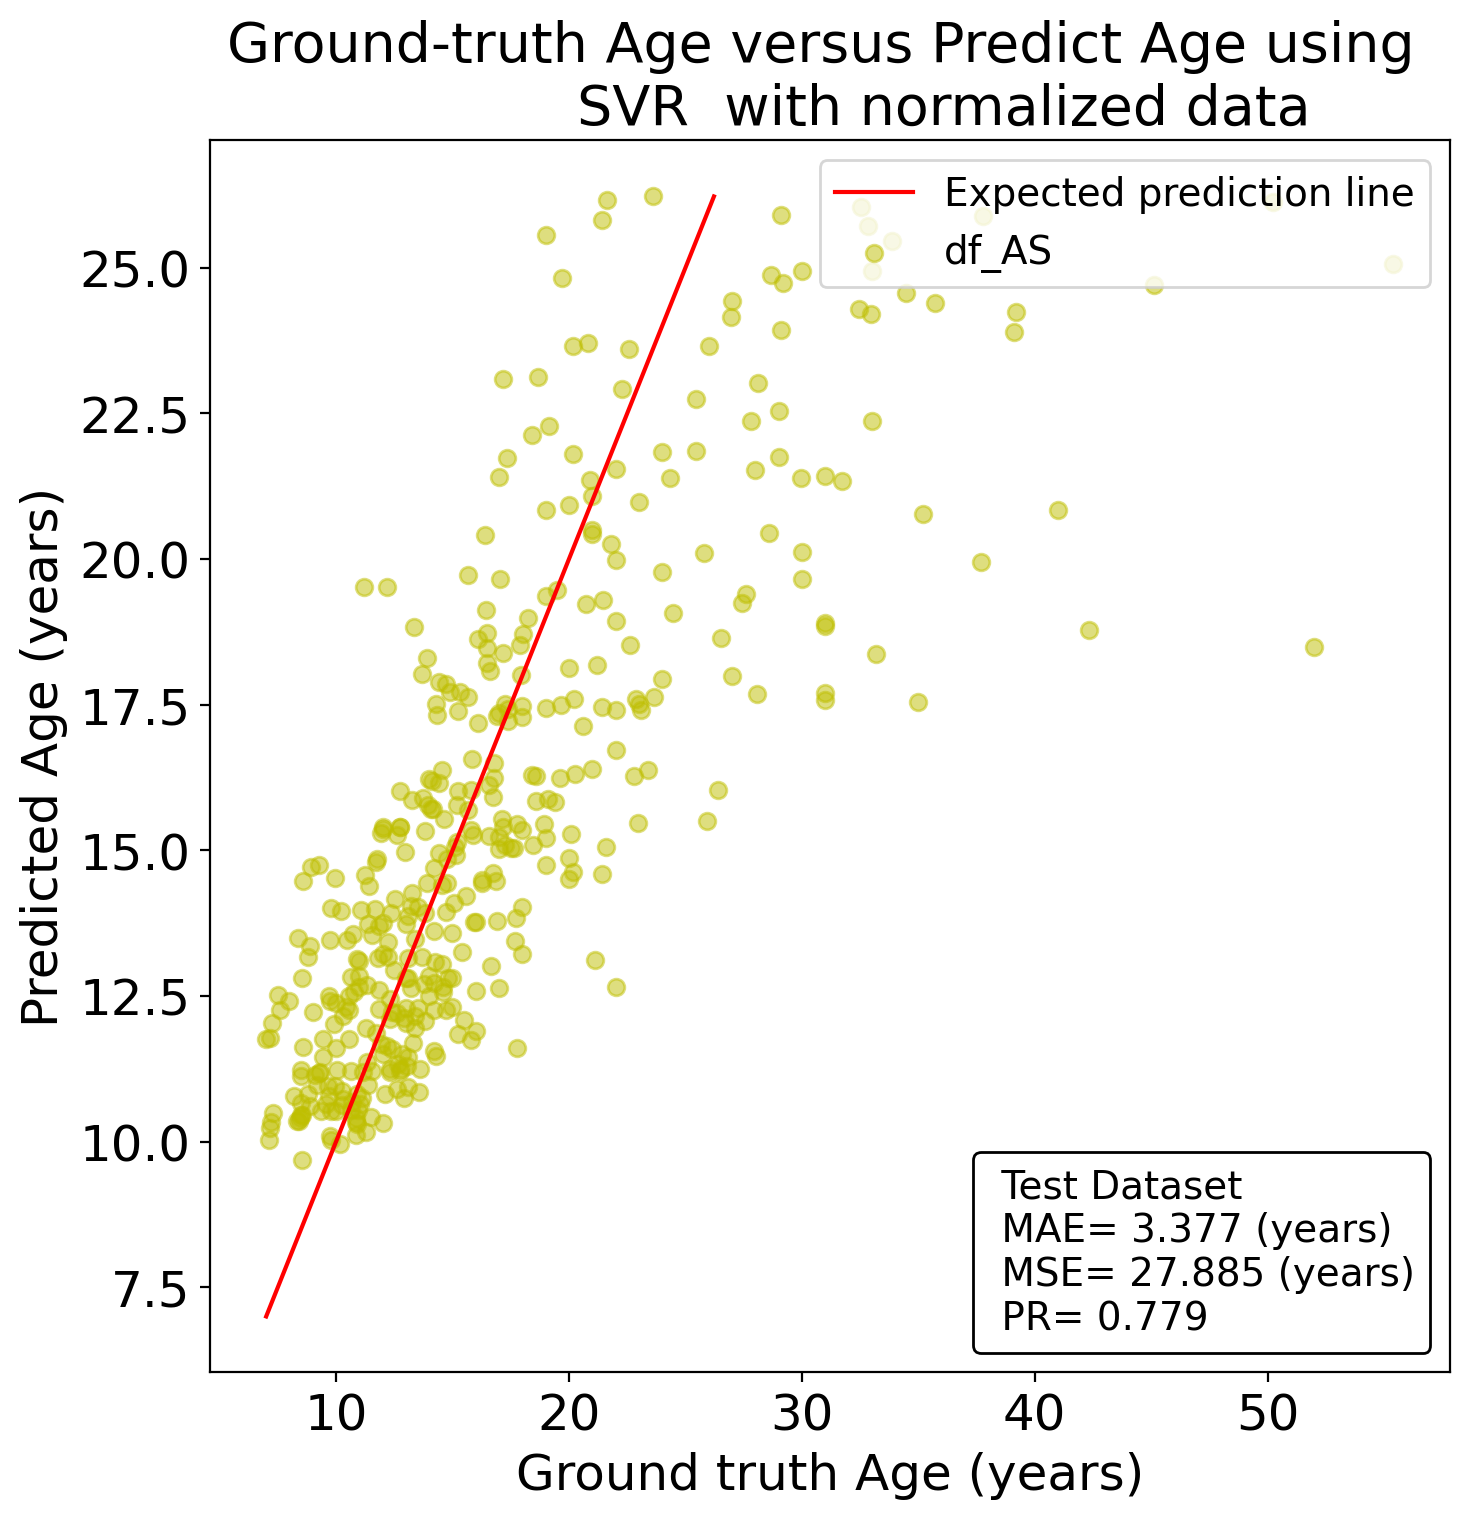 Ground-truth Age versus Predict Age using
SVR  with normalized data
Expected prediction line
df_AS
25.0
22.5
20.0
17.5
15.0
12.5
10.0
7.5
Predicted Age (years)
Test Dataset
MAE= 3.377 (years)
MSE= 27.885 (years)
PR= 0.779
10 20 30 40 50
Ground truth Age (years)